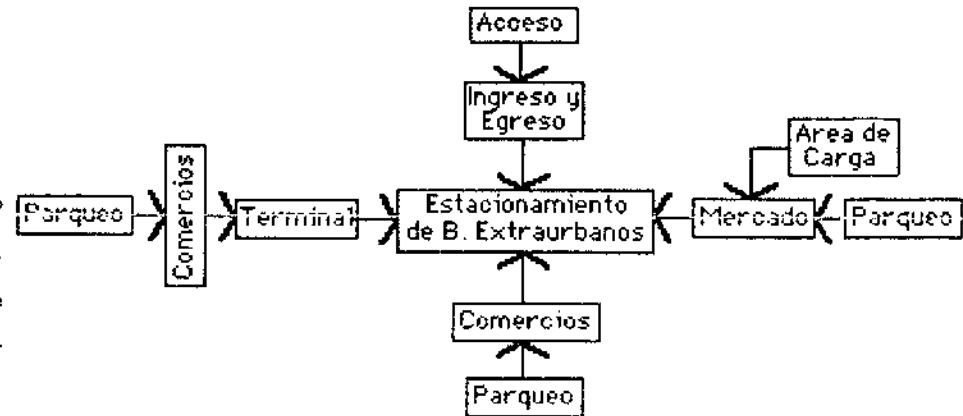 Acceso
Ingreso y
Egreso
Area de
Carga
Parqueo
Comercios
Terminal
Estacionamiento
de B. Extraurbanos
Mercado
Parqueo
Comercios
Parqueo